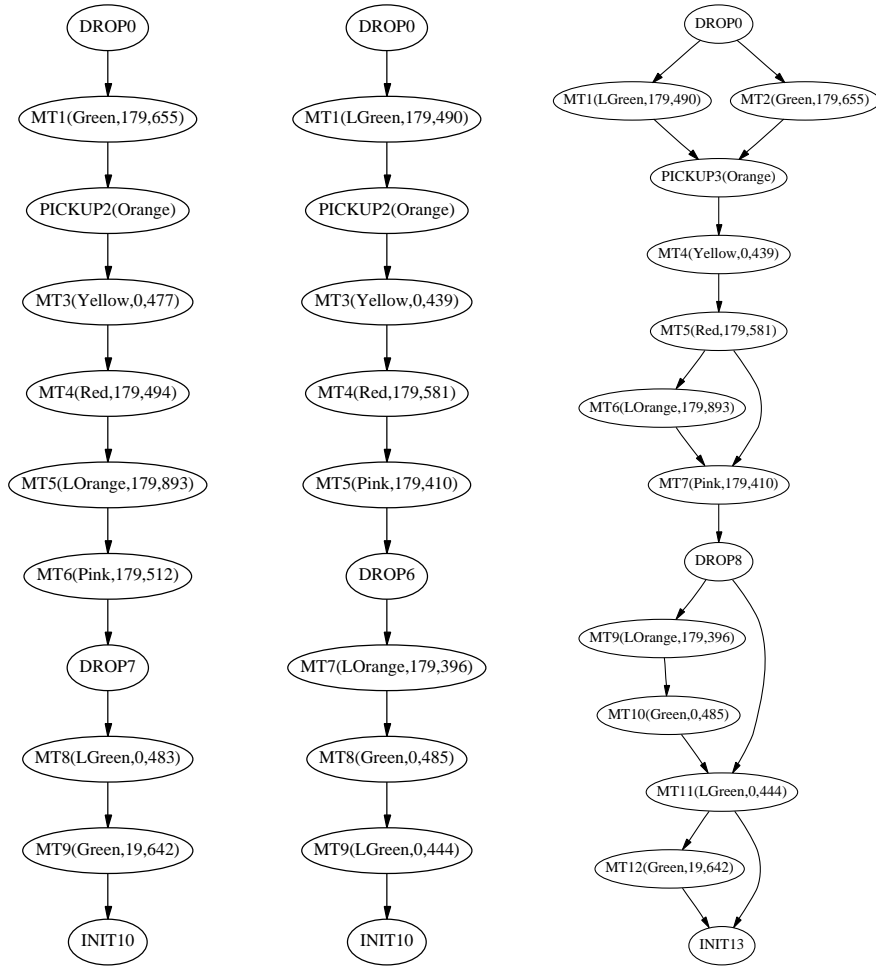 DROP0
MT1(Green,179,655)
PICKUP2(Orange)
MT3(Yellow,0,477)
MT4(Red,179,494)
MT5(LOrange,179,893)
MT6(Pink,179,512)
DROP7
MT8(LGreen,0,483)
MT9(Green,19,642)
INIT10
DROP0
MT1(LGreen,179,490)
PICKUP2(Orange)
MT3(Yellow,0,439)
MT4(Red,179,581)
MT5(Pink,179,410)
DROP6
MT7(LOrange,179,396)
MT8(Green,0,485)
MT9(LGreen,0,444)
INIT10
DROP0
MT1(LGreen,179,490)
MT2(Green,179,655)
PICKUP3(Orange)
MT4(Yellow,0,439)
MT5(Red,179,581)
MT6(LOrange,179,893)
MT7(Pink,179,410)
DROP8
MT9(LOrange,179,396)
MT10(Green,0,485)
MT11(LGreen,0,444)
MT12(Green,19,642)
INIT13